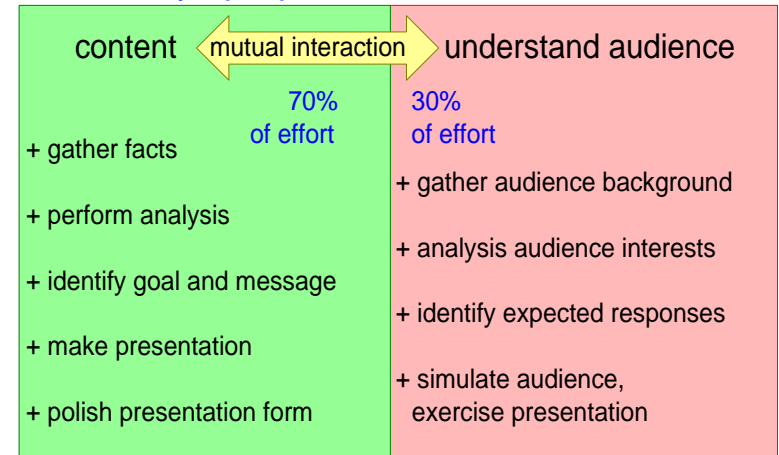 content
mutual interaction
understand audience
70%
of effort
+ gather facts
+ perform analysis
+ identify goal and message
+ make presentation
+ polish presentation form
30%
of effort
+ gather audience background
+ analysis audience interests
+ identify expected responses
+ simulate audience,
exercise presentation